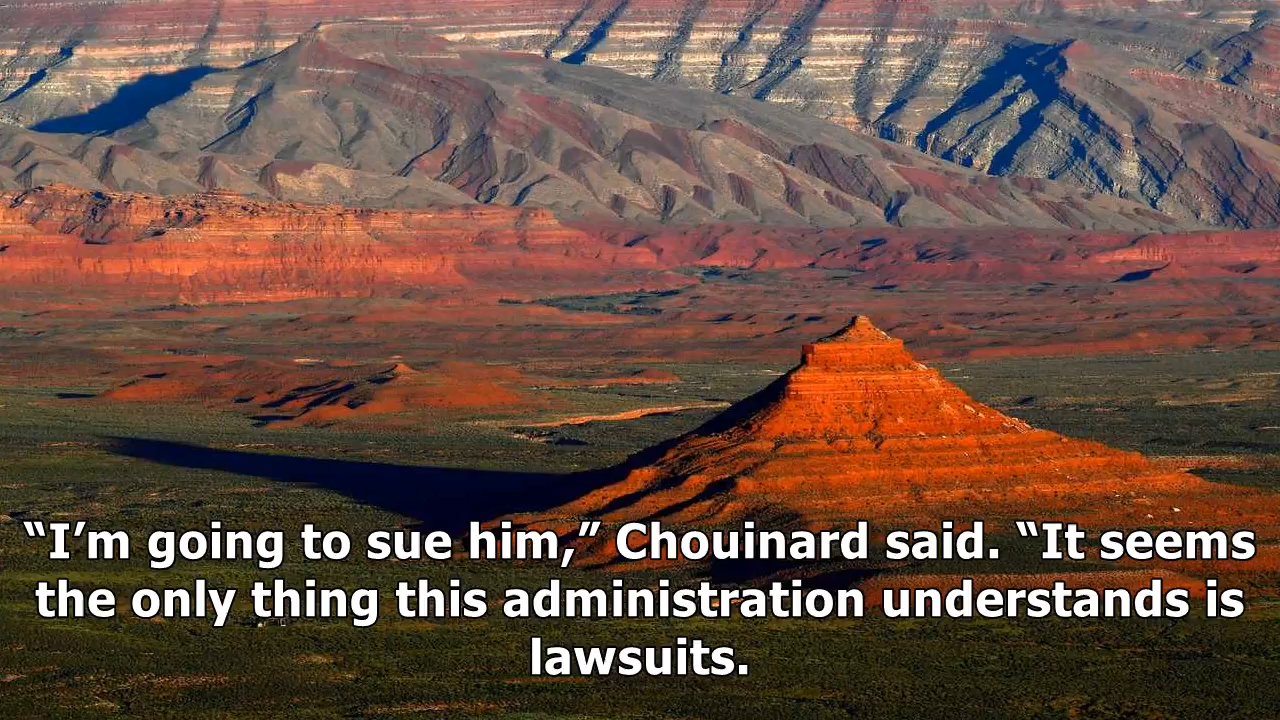 “I’m going to sue him,” Chouinard said. “It seems
the only thing this administration understands is
lawsuits.